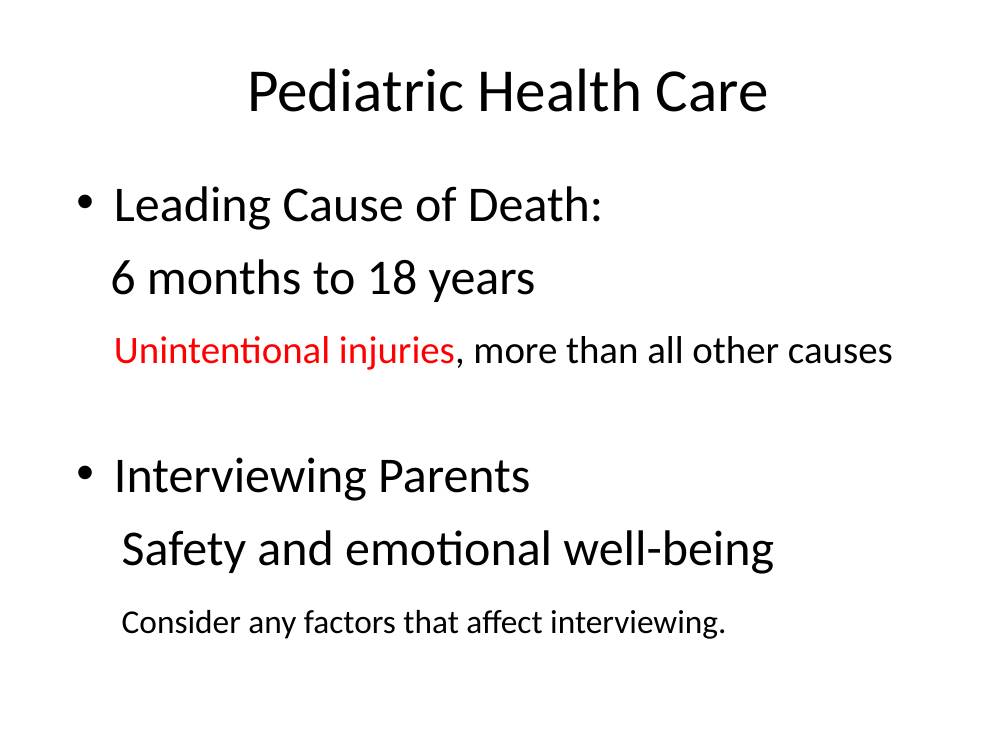 Pediatric Health Care
• Leading Cause of Death:
6 months to 18 years
Unintentional injuries, more than all other causes
• Interviewing Parents
Safety and emotional well-being
Consider any factors that affect interviewing.